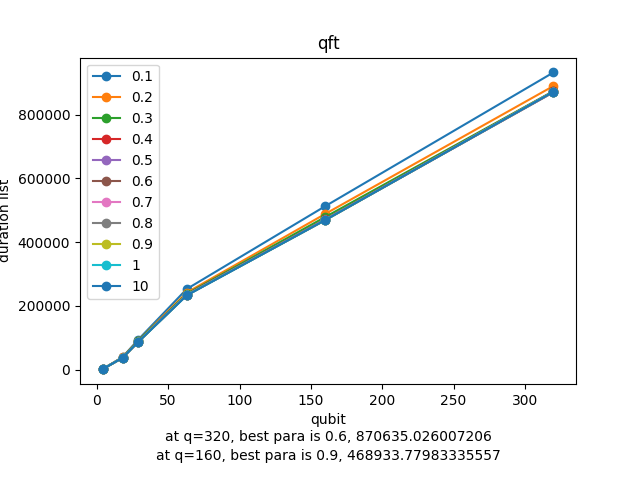 qft
0.1
0.2
0.3
0.4
0.5
0.6
0.7
0.8
0.9
1
10
800000
600000
400000
200000
0
duration list
0 50 100 150 200 250 300
qubit
at q=320, best para is 0.6, 870635.026007206
at q=160, best para is 0.9, 468933.77983335557